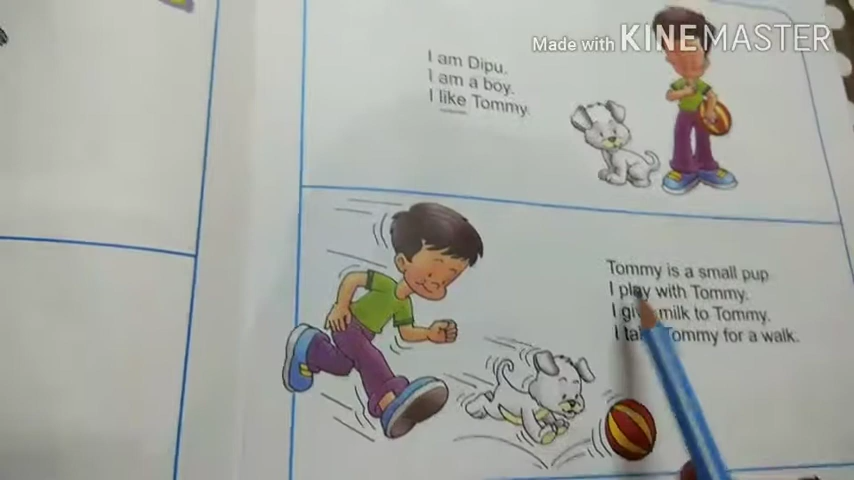 Made with KINEMASTER
I am Dipu.
I am a boy.
I like Tommy.
Tommy is a small pup
I play with Tommy.
I milk to Tommy.
I Tommy for a walk.